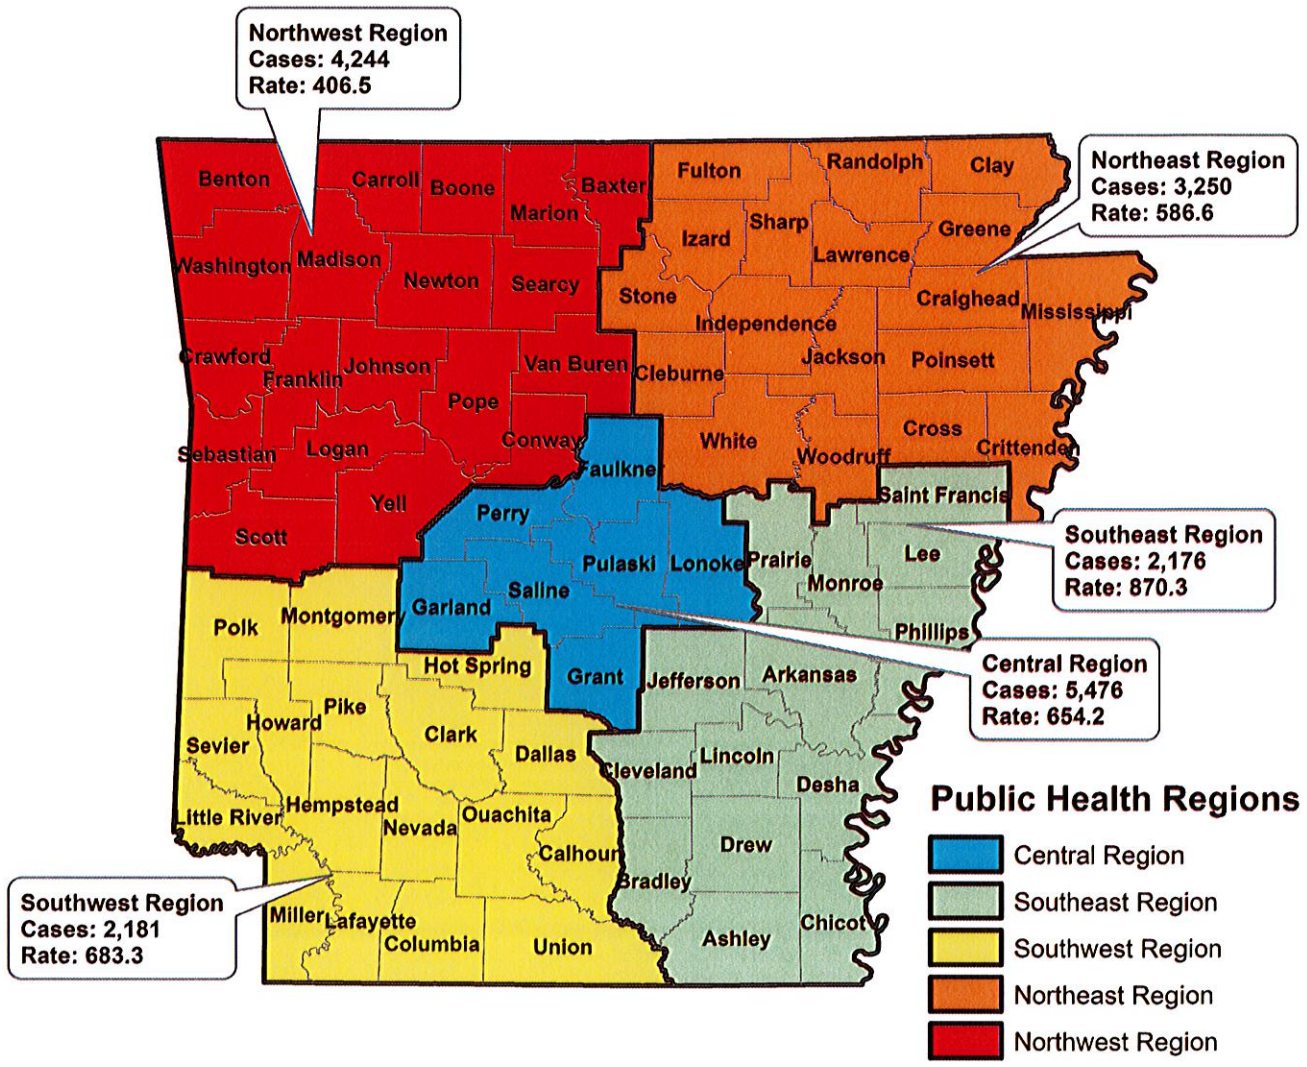 Northwest Region
Cases: 4,244
Rate: 406.5
Northeast Region
Cases: 3,250
Rate: 586.6
Benton
Carroll
Boone
Marion
Baxter
Fulton
Randolph
Clay
Washington
Madison
Newton
Searcy
Izard
Sharp
Lawrence
Greene
Stone
Independence
Craighead
Mississippi
Crawford
Franklin
Johnson
Pope
Van Buren
Cleburne
Jackson
Poinsett
Sebastian
Logan
Conway
White
Woodruff
Cross
Crittenden
Scott
Yell
Faulkner
Perry
Saint Francis
Southeast Region
Cases: 2,176
Rate: 870.3
Garland
Saline
Pulaski
Lonoke
Prairie
Monroe
Lee
Phillips
Polk
Montgomery
Hot Spring
Grant
Jefferson
Arkansas
Central Region
Cases: 5,476
Rate: 654.2
Sevier
Howard
Pike
Clark
Dallas
Cleveland
Lincoln
Desha
Little River
Hempstead
Nevada
Ouachita
Calhoun
Bradley
Drew
Southwest Region
Cases: 2,181
Rate: 683.3
Miller
Lafayette
Columbia
Union
Ashley
Chicot
Public Health Regions
Central Region
Southeast Region
Southwest Region
Northeast Region
Northwest Region